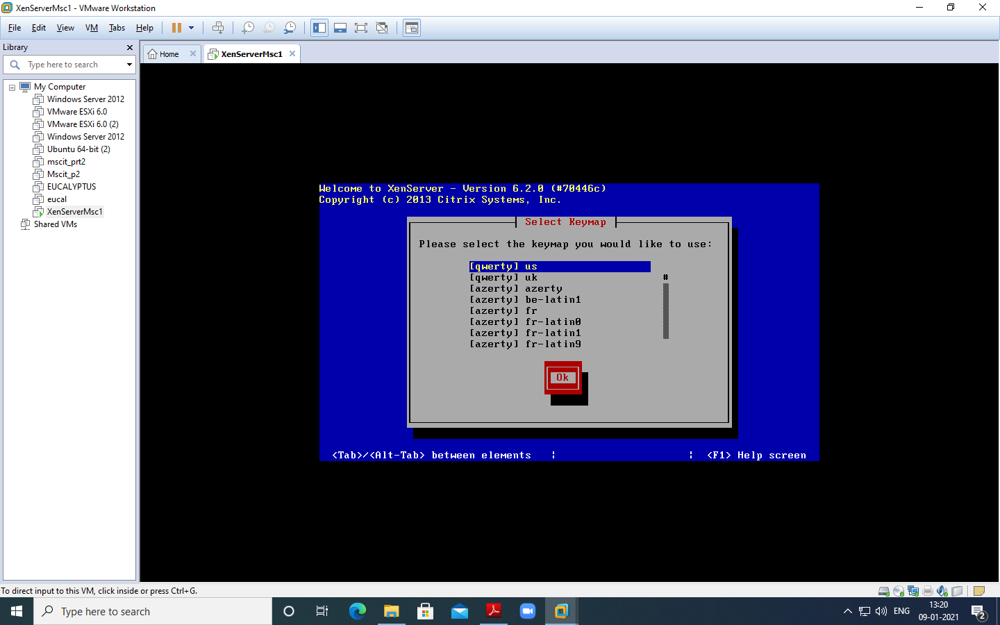 XenServerMsc1 - VMware Workstation
File Edit View VM Tabs Help
Library
Type here to search
My Computer
Windows Server 2012
VMware ESXi 6.0
VMware ESXi 6.0 (2)
Windows Server 2012
Ubuntu 64-bit (2)
mscit_prt2
Mscit_p2
EUCALYPTUS
eucal
XenServerMsc1
Shared VMs
Home
XenServerMsc1
Welcome to XenServer - Version 6.2.0 (#70446c)
Copyright (c) 2013 Citrix Systems, Inc.
Select Keymap
Please select the keymap you would like to use:
[qwerty] us
[qwerty] uk #
[azerty] azerty
[azerty] be-latin1
[azerty] fr
[azerty] fr-latin0
[azerty] fr-latin1
[azerty] fr-latin9
Ok
<Tab>/<Alt-Tab> between elements ¦ ¦ <F1> Help screen
To direct input to this VM, click inside or press Ctrl+G.
Type here to search
ENG
13:20
09-01-2021
2